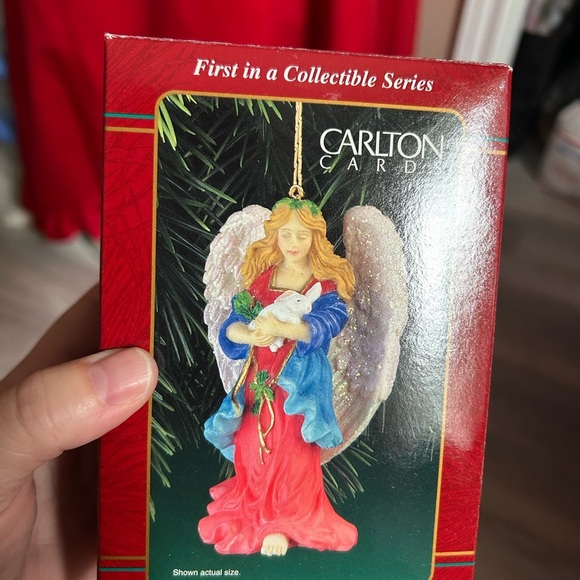 First in a Collectible Series
CARLTON
CARDS
Shown actual size.